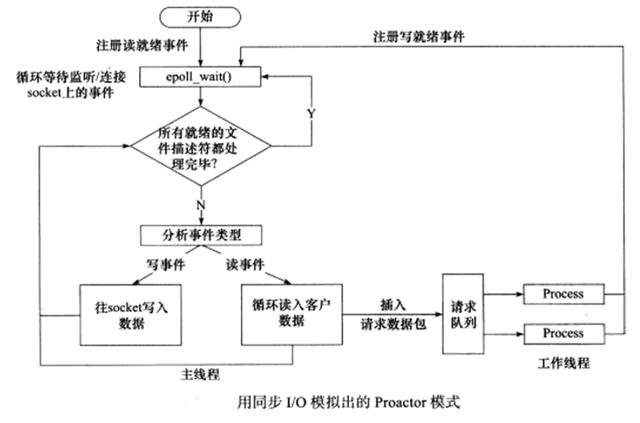 开始
注册读就绪事件
注册写就绪事件
循环等待监听/连接
socket上的事件
epoll_wait()
Y
所有就绪的文
件描述符都处
理完毕？
N
分析事件类型
写事件
读事件
往socket写入
数据
循环读入客户
数据
插入
请求数据包
请求
队列
Process
Process
主线程
工作线程
用同步 I/O 模拟出的 Proactor 模式